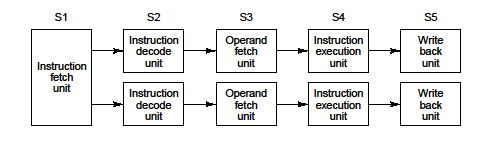 S1 S2 S3 S4 S5
Instruction
fetch
unit
Instruction
decode
unit
Operand
fetch
unit
Instruction
execution
unit
Write
back
unit
Instruction
decode
unit
Operand
fetch
unit
Instruction
execution
unit
Write
back
unit